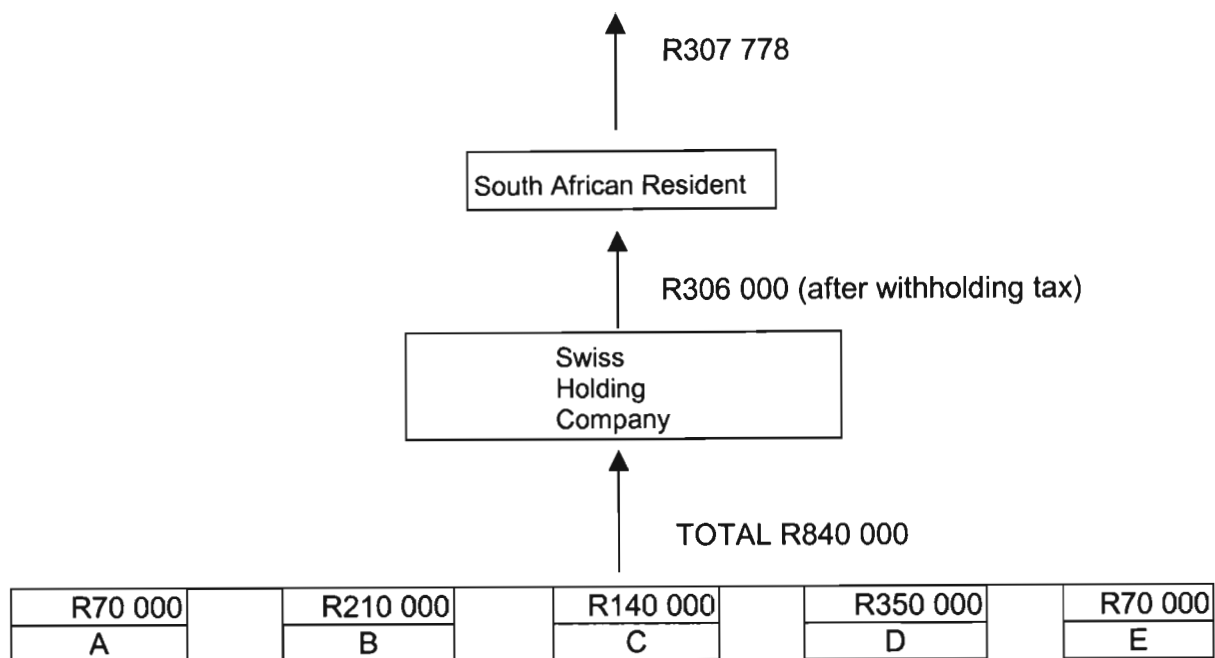 R307 778
South African Resident
R306 000 (after withholding tax)
Swiss
Holding
Company
TOTAL R840 000
R70 000 R210 000 R140 000 R350 000 R70 000
A B C D E